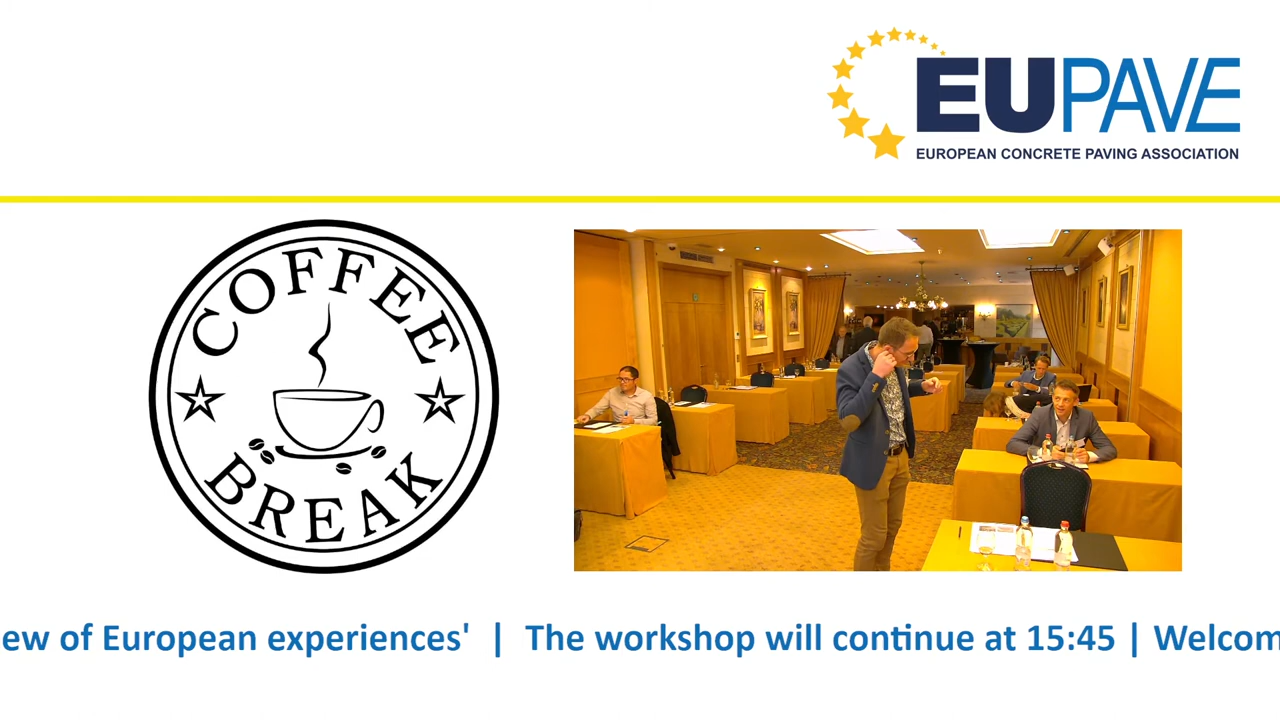 EUPAVE
EUROPEAN CONCRETE PAVING ASSOCIATION
COFFEE
BREAK
ew of European experiences' | The workshop will continue at 15:45 | Welcom